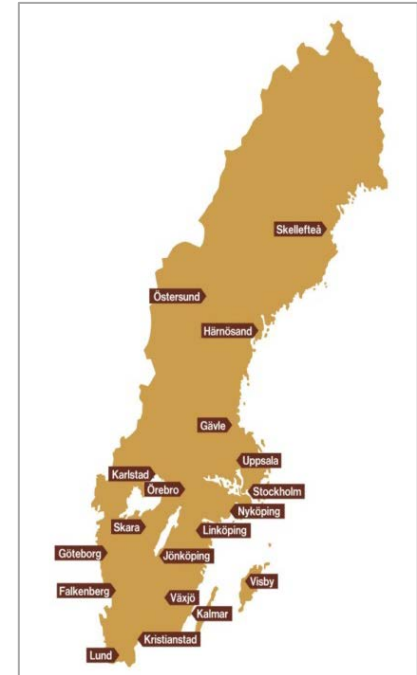 Skellefteå
Östersund
Härnösand
Gävle
Uppsala
Karlstad
Örebro
Stockholm
Nyköping
Skara
Linköping
Göteborg
Jönköping
Visby
Falkenberg
Växjö
Kalmar
Kristianstad
Lund